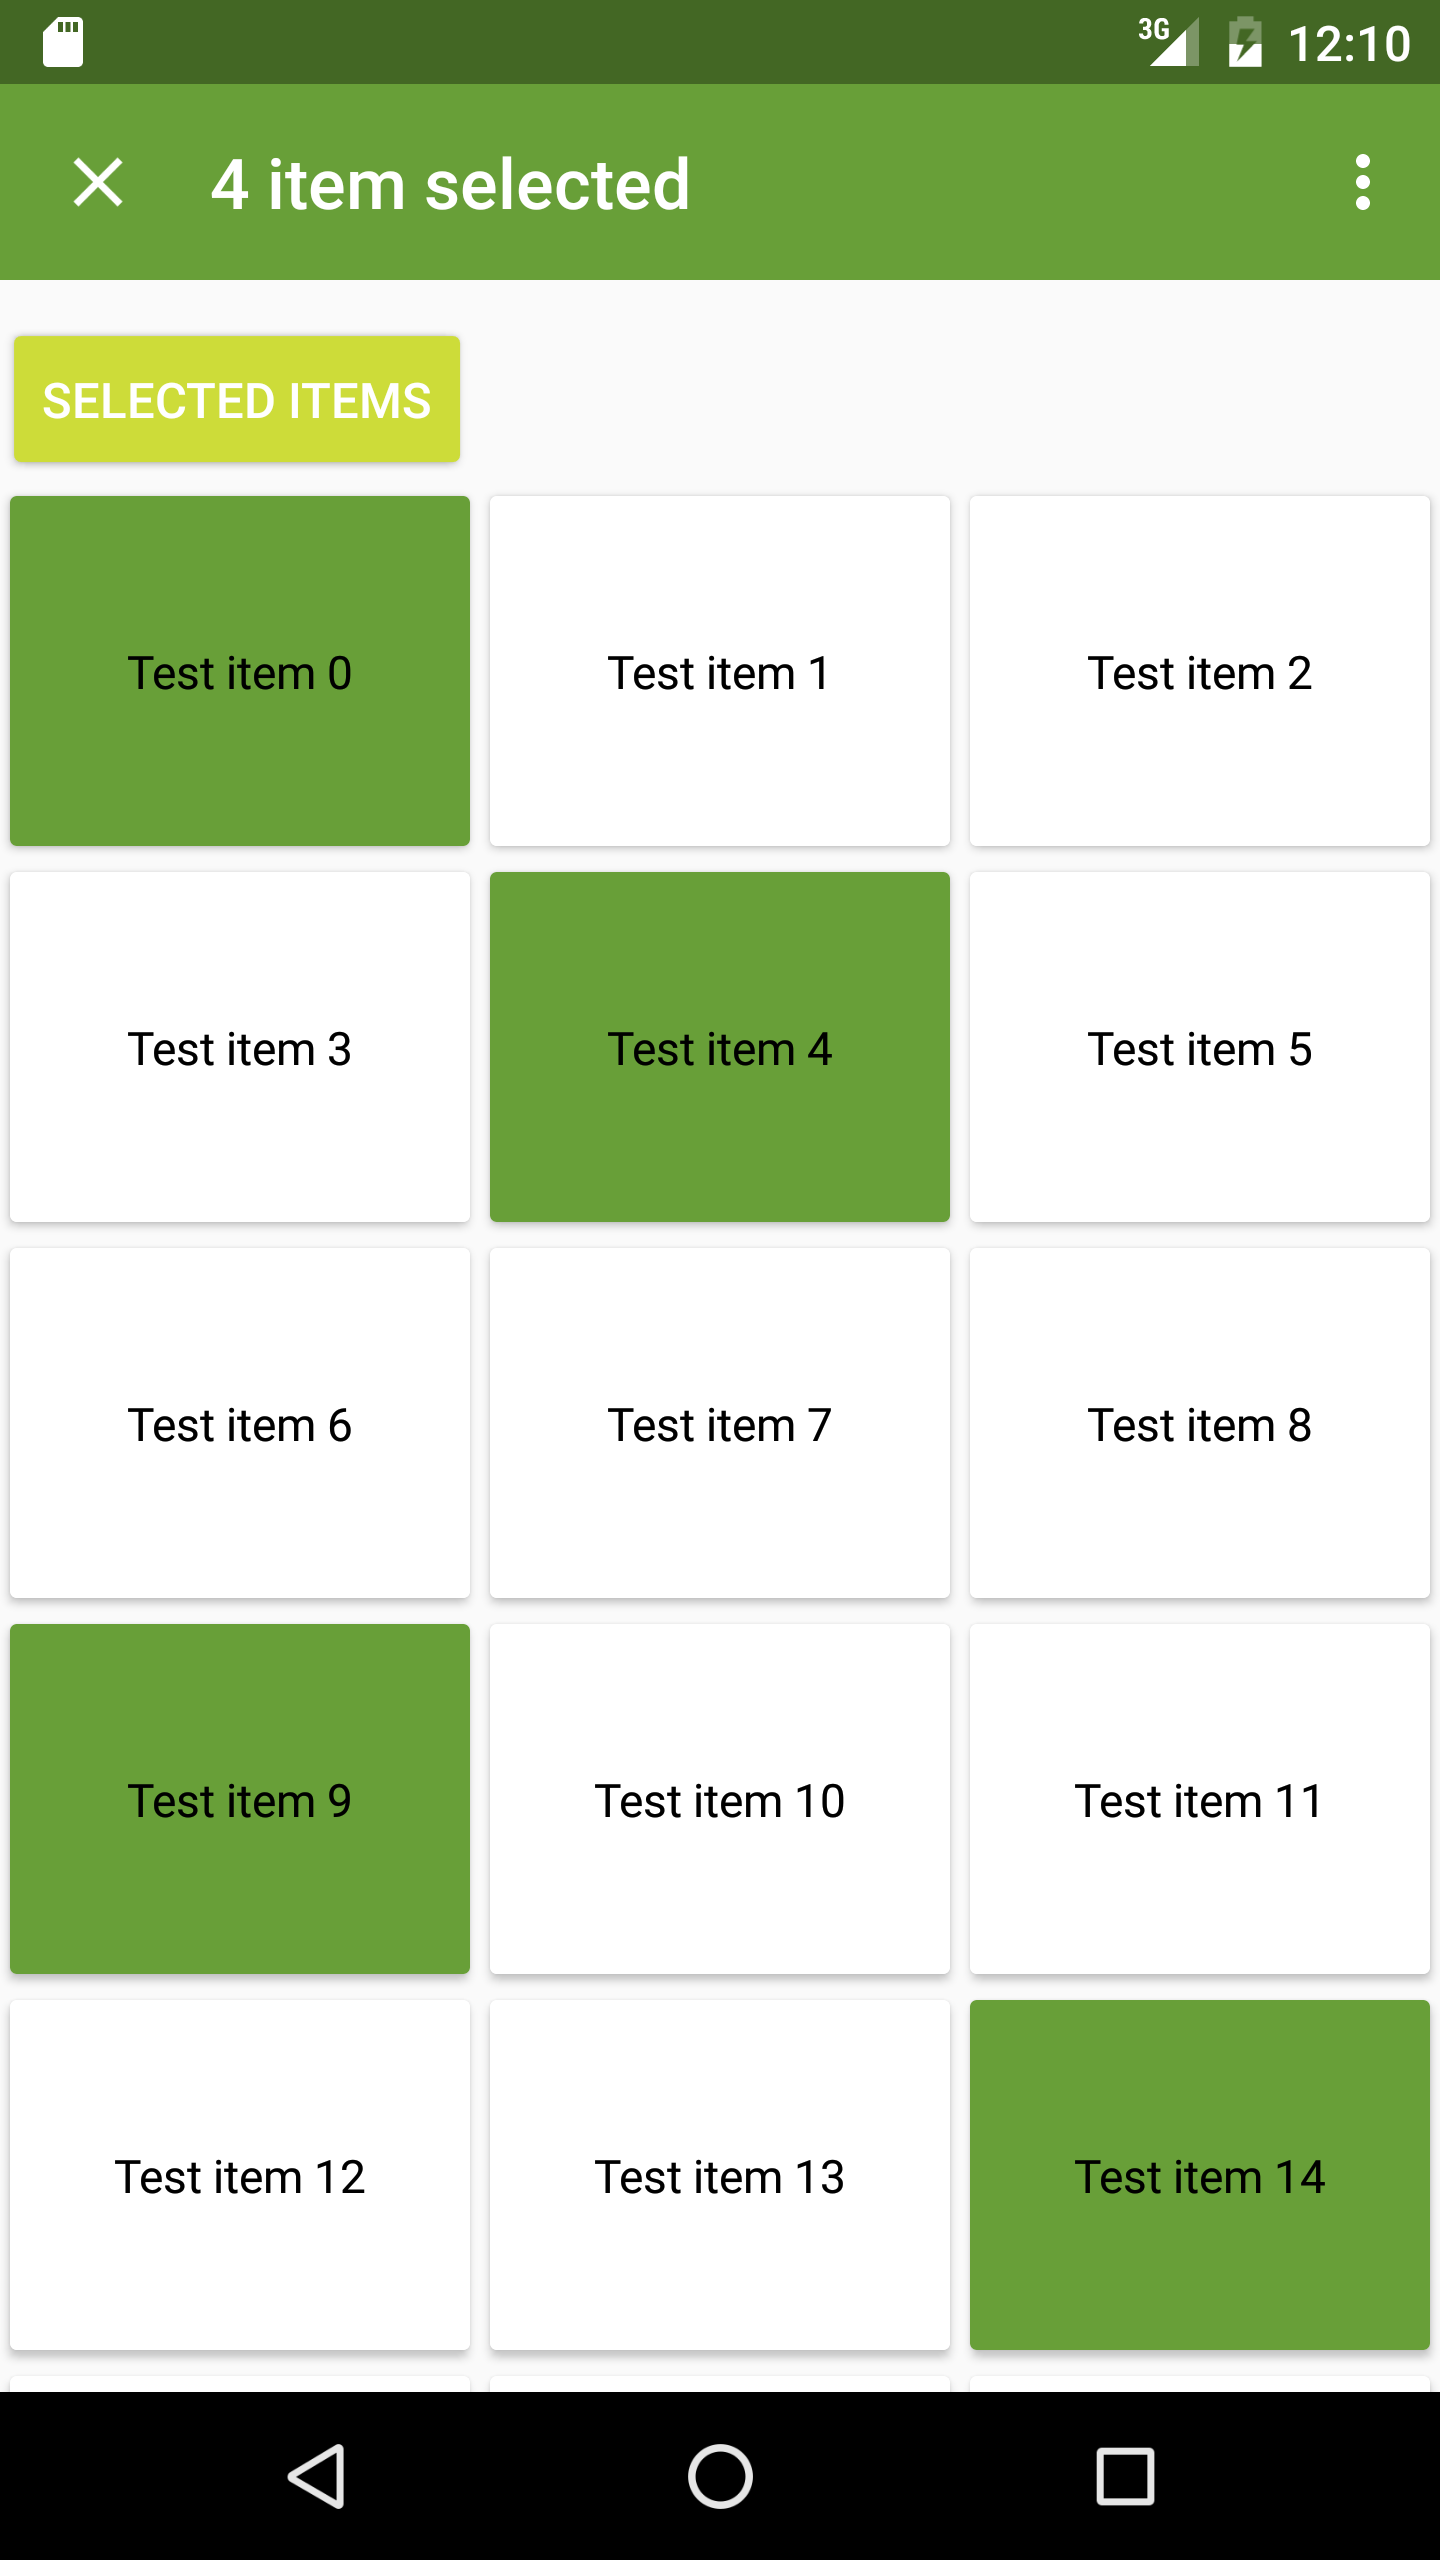 3G 12:10
4 item selected
SELECTED ITEMS
Test item 0 Test item 1 Test item 2
Test item 3 Test item 4 Test item 5
Test item 6 Test item 7 Test item 8
Test item 9 Test item 10 Test item 11
Test item 12 Test item 13 Test item 14